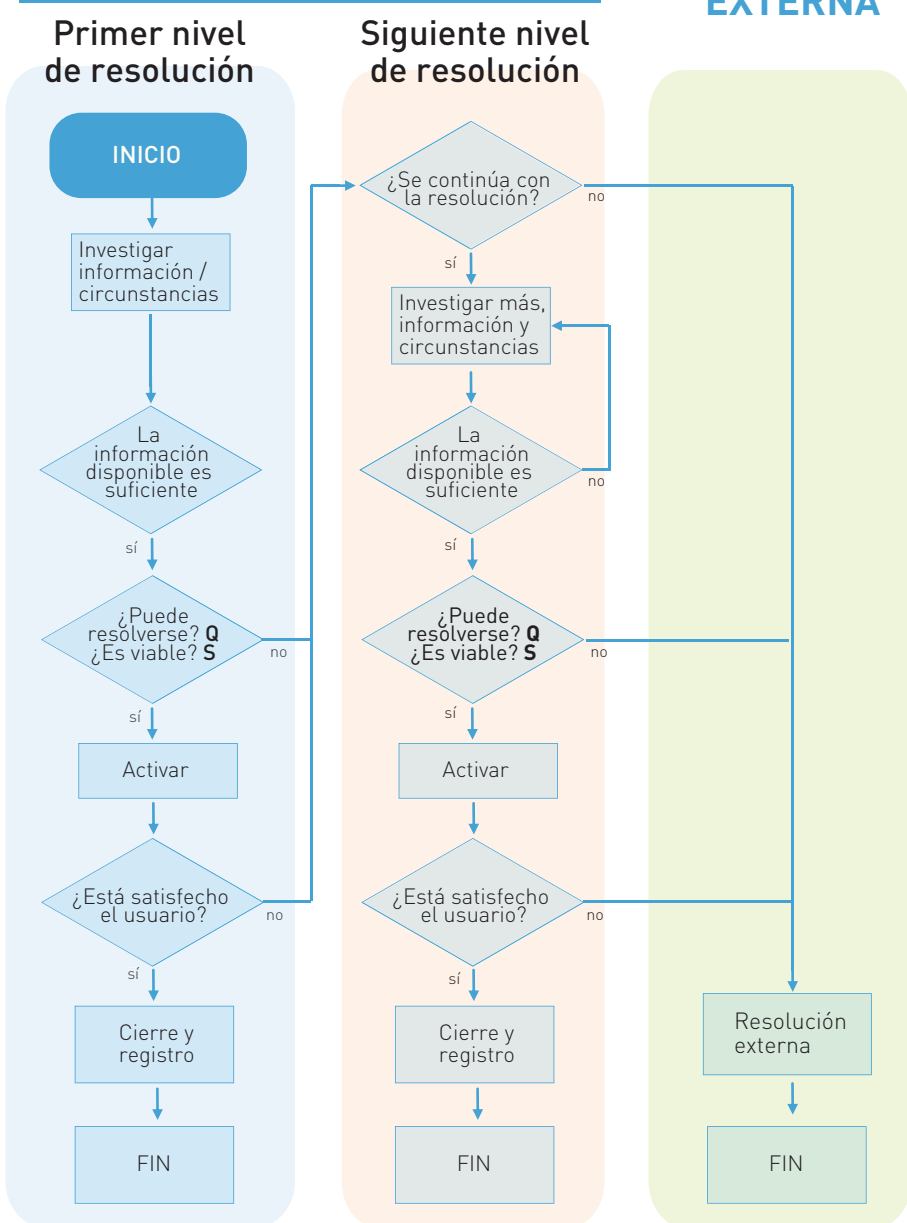 EXTERNA
Primer nivel
de resolución
INICIO
Investigar
información /
circunstancias
La
información
disponible es
suficiente
sí
¿Puede
resolverse? Q
¿Es viable? S
no
sí
Activar
¿Está satisfecho
el usuario?
no
sí
Cierre y
registro
FIN
Siguiente nivel
de resolución
¿Se continúa con
la resolución?
no
sí
Investigar más,
información y
circunstancias
La
información
disponible es
suficiente
no
sí
¿Puede
resolverse? Q
¿Es viable? S
no
sí
Activar
¿Está satisfecho
el usuario?
no
sí
Cierre y
registro
FIN
Resolución
externa
FIN